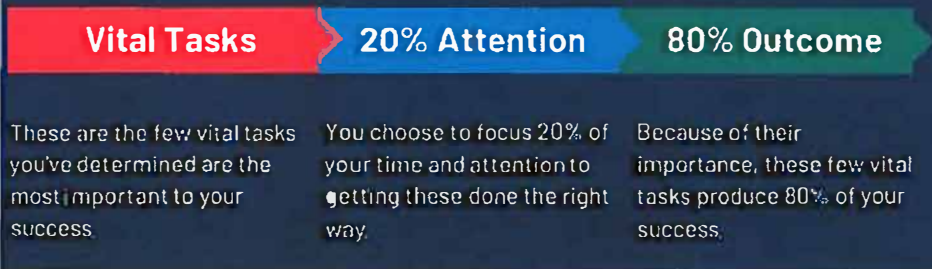 Vital Tasks
20% Attention
80% Outcome
These are the few vital tasks
you've determined are the
most important to your
success.
You choose to focus 20% of
your time and attention to
getting these done the right
way.
Because of their
importance, these few vital
tasks produce 80% of your
success.